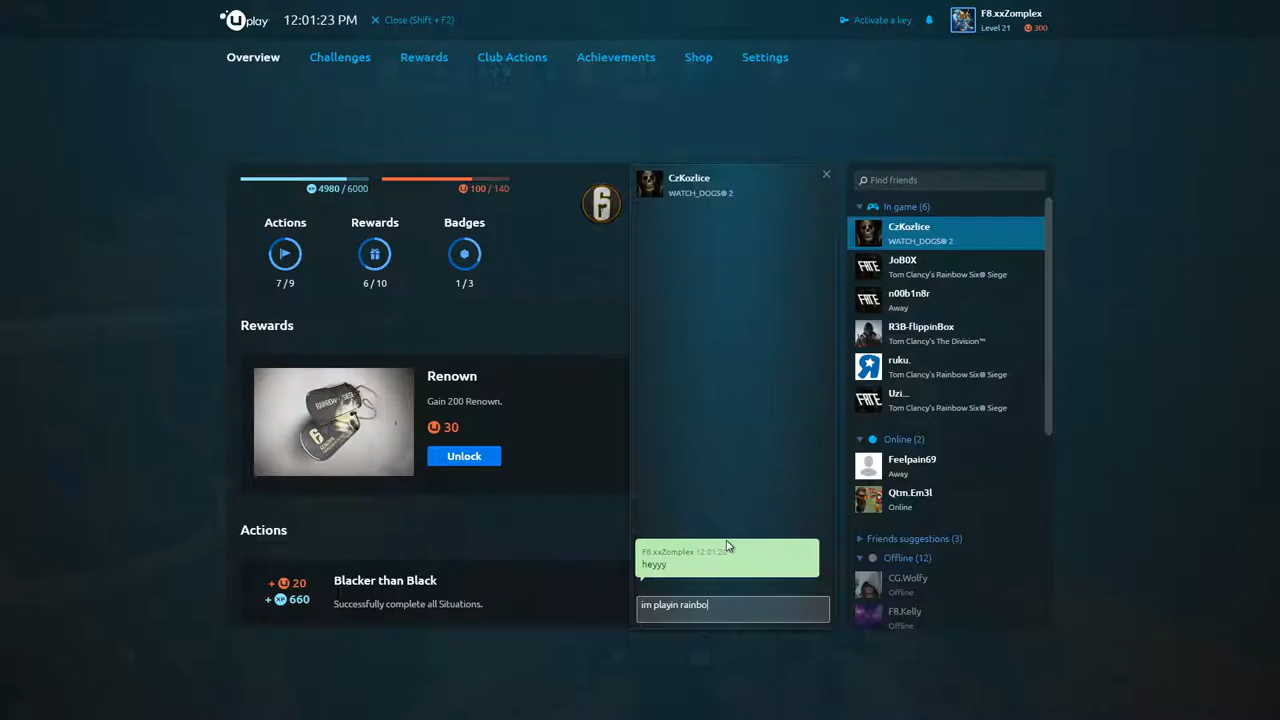 Uplay
12:01:23 PM
Close (Shift + F2)
Activate a key
F8.xxZomplex
Level 21
300
Overview
Challenges
Rewards
Club Actions
Achievements
Shop
Settings
4980 / 6000
100 / 140
6
Actions
Rewards
Badges
7 / 9
6 / 10
1 / 3
Rewards
Renown
Gain 200 Renown.
30
Unlock
Actions
+ 20
+ XP 660
Blacker than Black
Successfully complete all Situations.
CzKozlice
WATCH_DOGS® 2
F8.xxZomplex 12:01:2
heyyy
im playin rainbo
Find friends
In game (6)
CzKozlice
WATCH_DOGS® 2
JoB0X
Tom Clancy's Rainbow Six® Siege
n00b1n8r
Away
R3B-flippinBox
Tom Clancy's The Division™
ruku.
Tom Clancy's Rainbow Six® Siege
Uzi...
Tom Clancy's Rainbow Six® Siege
Online (2)
Feelpain69
Away
Qtm.Em3l
Online
Friends suggestions (3)
Offline (12)
CG.Wolfy
Offline
F8.Kelly
Offline